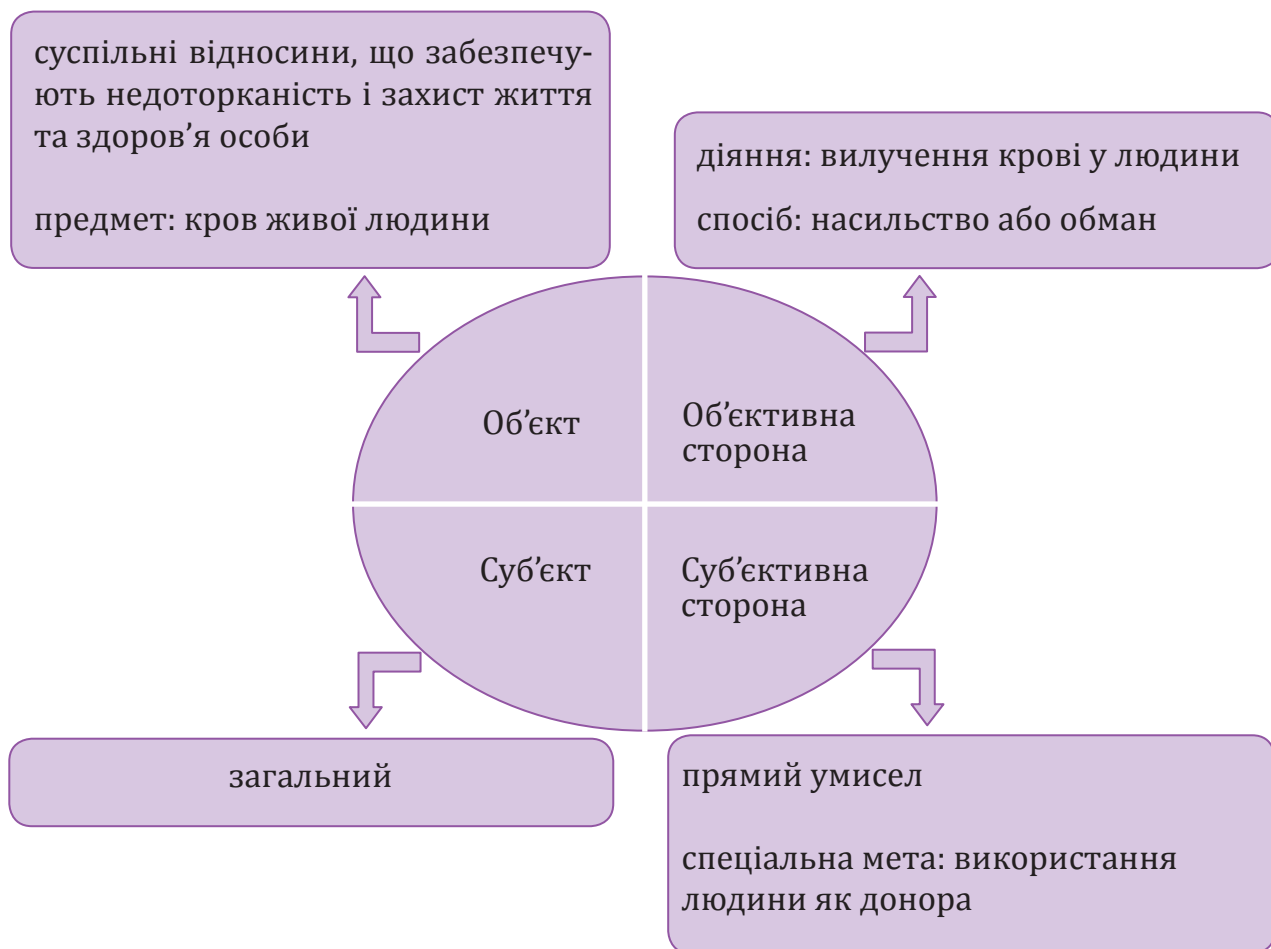 суспільні відносини, що забезпечу-
ють недоторканість і захист життя
та здоров’я особи
предмет: кров живої людини
діяння: вилучення крові у людини
спосіб: насильство або обман
Об’єкт
Об’єктивна
сторона
Суб’єкт
Суб’єктивна
сторона
загальний
прямий умисел
спеціальна мета: використання
людини як донора